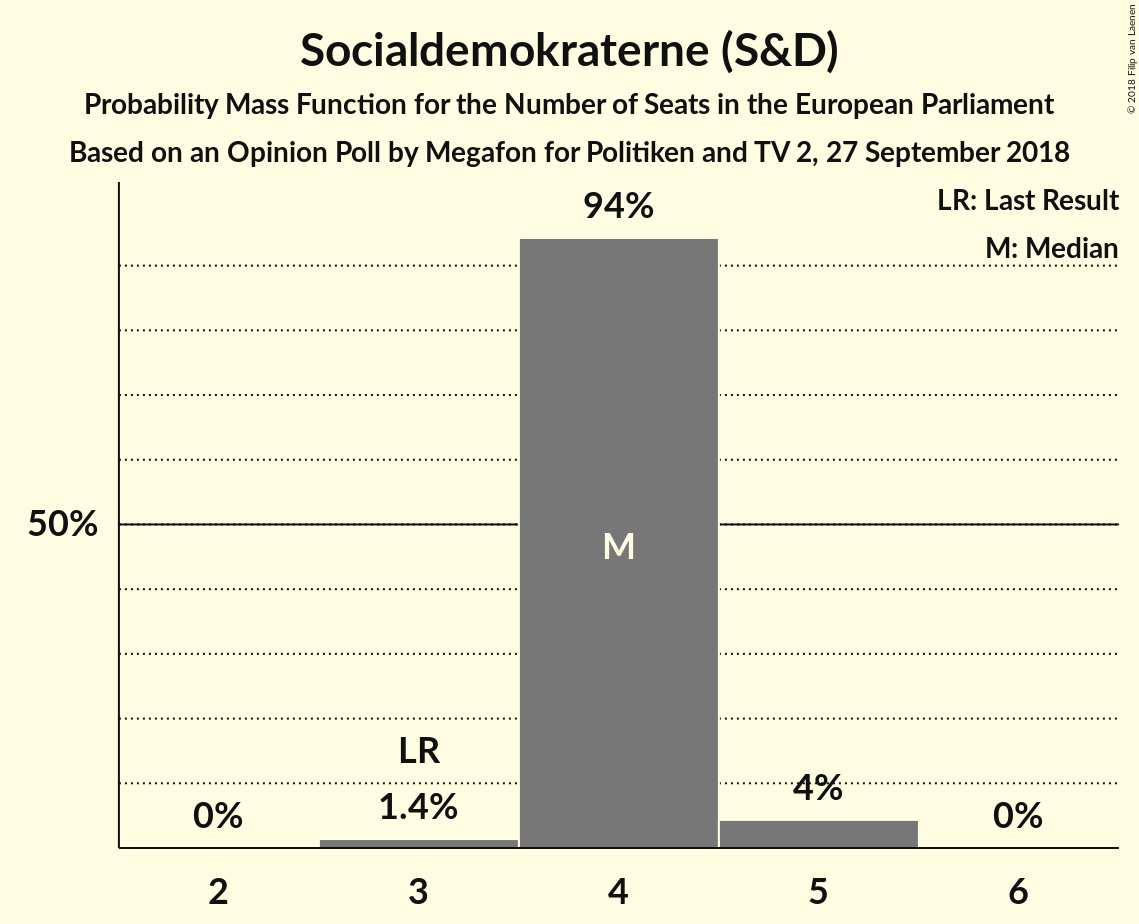 Socialdemokraterne (S&D)
Probability Mass Function for the Number of Seats in the European Parliament
Based on an Opinion Poll by Megafon for Politiken and TV 2, 27 September 2018
© 2018 Filip van Laenen
LR: Last Result
M: Median
94%
50%
M
LR
0%
1.4%
4%
0%
2
3
4
5
6